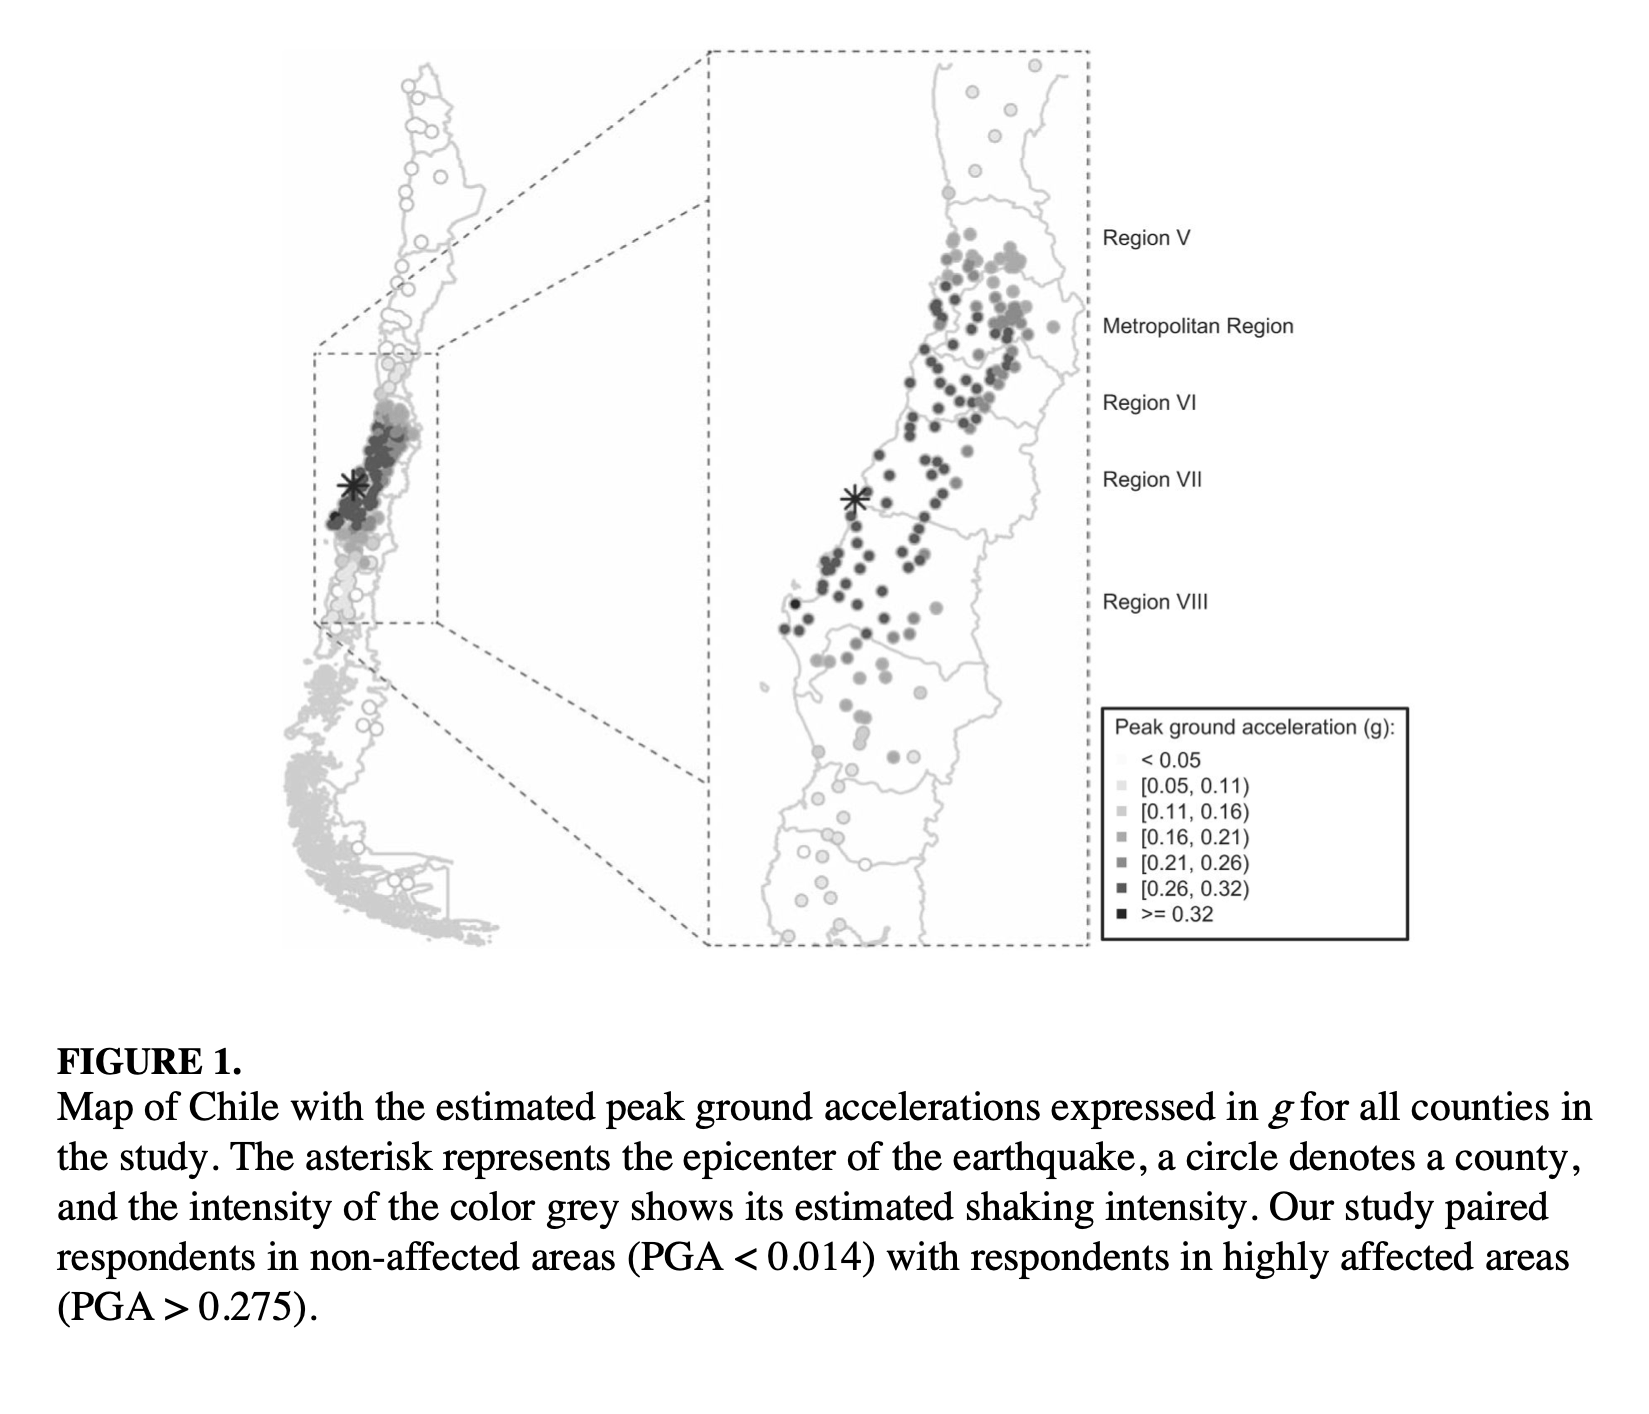 Region V
Metropolitan Region
Region VI
Region VII
Region VIII
Peak ground acceleration (g):
< 0.05
[0.05, 0.11)
[0.11, 0.16)
[0.16, 0.21)
[0.21, 0.26)
[0.26, 0.32)
>= 0.32
FIGURE 1.
Map of Chile with the estimated peak ground accelerations expressed in g for all counties in
the study. The asterisk represents the epicenter of the earthquake, a circle denotes a county,
and the intensity of the color grey shows its estimated shaking intensity. Our study paired
respondents in non-affected areas (PGA < 0.014) with respondents in highly affected areas
(PGA > 0.275).